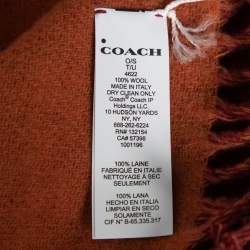 COACH
O/S
T/U
4622
100% WOOL
MADE IN ITALY
DRY CLEAN ONLY
Coach® Coach IP
Holdings LLC.
10 HUDSON YARDS
NY, NY
888-262-6224
RN# 132154
CA# 57398
1001196
100% LAINE
FABRIQUÉ EN ITALIE
NETTOYAGE À SEC
SEULEMENT
100% LANA
HECHO EN ITALIA
LIMPIAR EN SECO
SOLAMENTE
CIF N° B-65.335.317